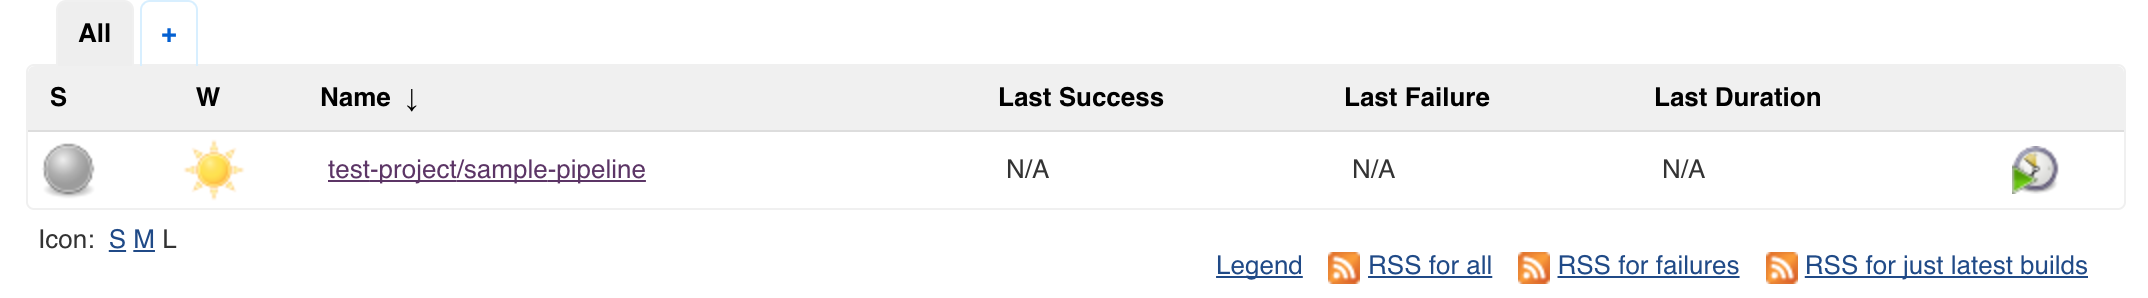 All +
S W Name ↓ Last Success Last Failure Last Duration
test-project/sample-pipeline N/A N/A N/A
Icon: S M L
Legend RSS for all RSS for failures RSS for just latest builds